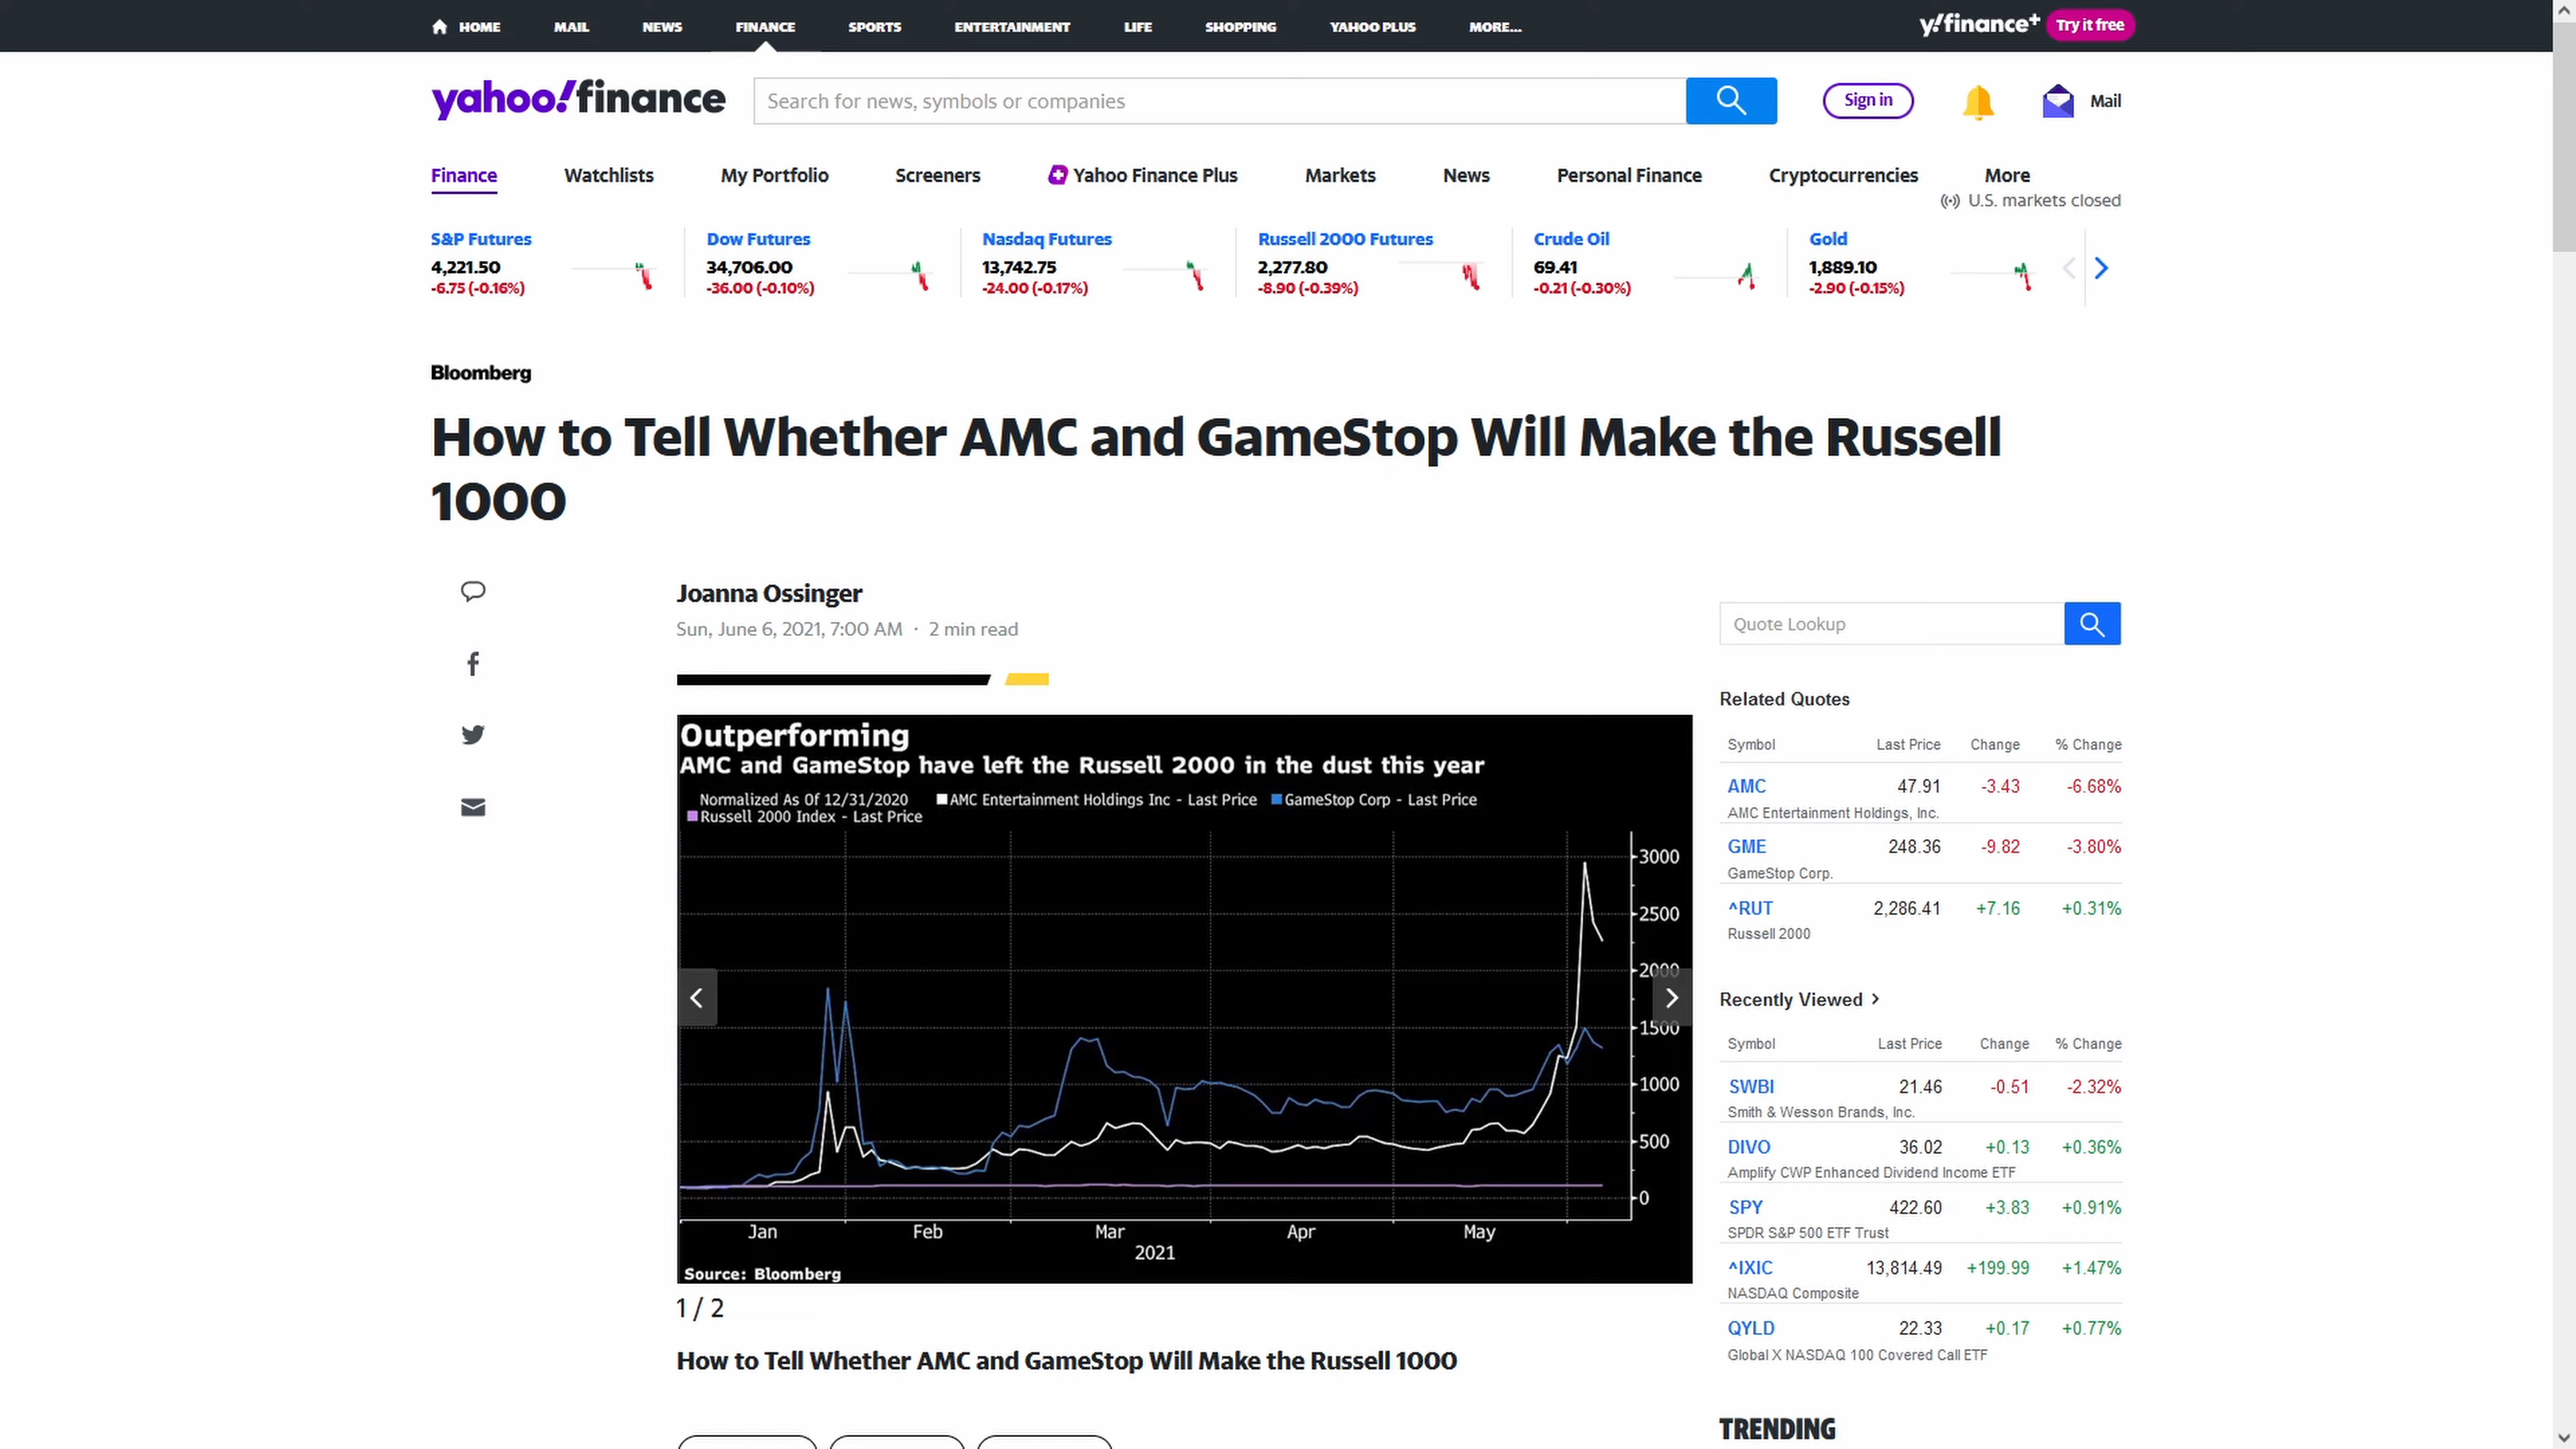 HOME MAIL NEWS FINANCE SPORTS ENTERTAINMENT LIFE SHOPPING YAHOO PLUS MORE... y!finance+ Try it free
yahoo!finance Search for news, symbols or companies Sign in Mail
Finance Watchlists My Portfolio Screeners Yahoo Finance Plus Markets News Personal Finance Cryptocurrencies More
U.S. markets closed
S&P Futures Dow Futures Nasdaq Futures Russell 2000 Futures Crude Oil Gold
4,221.50 34,706.00 13,742.75 2,277.80 69.41 1,889.10
-6.75 (-0.16%) -36.00 (-0.10%) -24.00 (-0.17%) -8.90 (-0.39%) -0.21 (-0.30%) -2.90 (-0.15%)
Bloomberg
How to Tell Whether AMC and GameStop Will Make the Russell
1000
Joanna Ossinger
Sun, June 6, 2021, 7:00 AM · 2 min read
Outperforming
AMC and GameStop have left the Russell 2000 in the dust this year
Normalized As Of 12/31/2020 AMC Entertainment Holdings Inc - Last Price GameStop Corp - Last Price
Russell 2000 Index - Last Price
3000
2500
2000
1500
1000
500
0
Jan Feb Mar Apr May
2021
Source: Bloomberg
1 / 2
How to Tell Whether AMC and GameStop Will Make the Russell 1000
Quote Lookup
Related Quotes
Symbol Last Price Change % Change
AMC 47.91 -3.43 -6.68%
AMC Entertainment Holdings, Inc.
GME 248.36 -9.82 -3.80%
GameStop Corp.
^RUT 2,286.41 +7.16 +0.31%
Russell 2000
Recently Viewed
Symbol Last Price Change % Change
SWBI 21.46 -0.51 -2.32%
Smith & Wesson Brands, Inc.
DIVO 36.02 +0.13 +0.36%
Amplify CWP Enhanced Dividend Income ETF
SPY 422.60 +3.83 +0.91%
SPDR S&P 500 ETF Trust
^IXIC 13,814.49 +199.99 +1.47%
NASDAQ Composite
QYLD 22.33 +0.17 +0.77%
Global X NASDAQ 100 Covered Call ETF
TRENDING